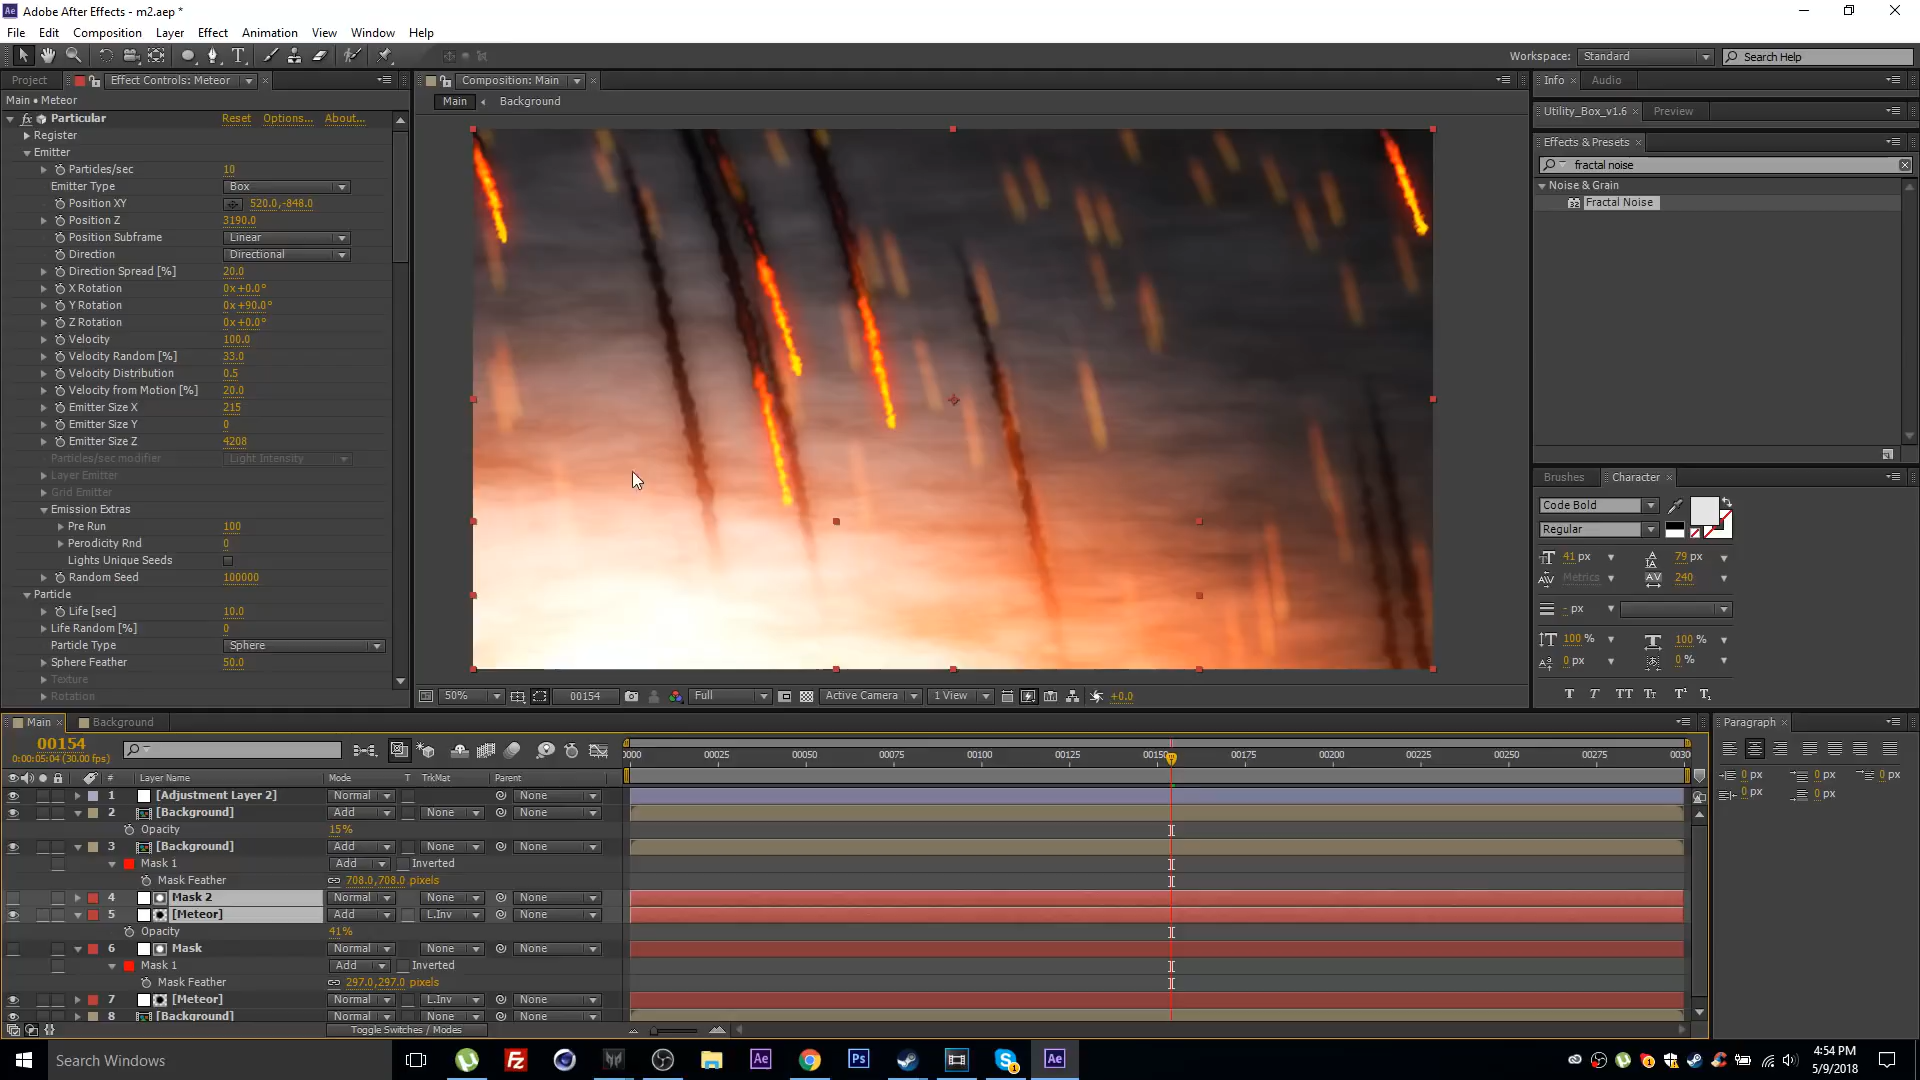 Adobe After Effects - m2.aep *
File Edit Composition Layer Effect Animation View Window Help
Workspace: Standard Search Help
Project Effect Controls: Meteor Composition: Main Info Audio
Main • Meteor
Main Background
Utility_Box_v1.6 Preview
Particular Reset Options... About...
Register
Emitter
Particles/sec 10
Emitter Type Box
Position XY 520.0,-848.0
Position Z 3190.0
Position Subframe Linear
Direction Directional
Direction Spread [%] 20.0
X Rotation 0x+0.0°
Y Rotation 0x+90.0°
Z Rotation 0x+0.0°
Velocity 100.0
Velocity Random [%] 33.0
Velocity Distribution 0.5
Velocity from Motion [%] 20.0
Emitter Size X 215
Emitter Size Y 0
Emitter Size Z 4208
Particles/sec modifier Light Intensity
Layer Emitter
Grid Emitter
Emission Extras
Pre Run 100
Perodicity Rnd 0
Lights Unique Seeds
Random Seed 100000
Particle
Life [sec] 10.0
Life Random [%] 0
Particle Type Sphere
Sphere Feather 50.0
Texture
Rotation
Effects & Presets
fractal noise
Noise & Grain
32 Fractal Noise
Brushes Character
Code Bold
Regular
41 px 79 px
Metrics 240
- px
100 % 100 %
0 px 0 %
T T TT Tt T¹ T₁
50% 00154 Full Active Camera 1 View +0.0
Main Background Paragraph
00154
0:00:05:04 (30.00 fps)
0000 00025 00050 00075 00100 00125 00150 00175 00200 00225 00250 00275 0030
# Layer Name Mode T TrkMat Parent
1 [Adjustment Layer 2] Normal None
2 [Background] Add None None
Opacity 15%
3 [Background] Add None None
Mask 1 Add Inverted
Mask Feather 708.0,708.0 pixels
4 Mask 2 Normal None None
5 [Meteor] Add L.Inv None
Opacity 41%
6 Mask Normal None None
Mask 1 Add Inverted
Mask Feather 297.0,297.0 pixels
7 [Meteor] Normal L.Inv None
8 [Background] Normal None None
Toggle Switches / Modes
0 px 0 px 0 px
0 px 0 px
Search Windows
Ae Ps Ae
4:54 PM
5/9/2018